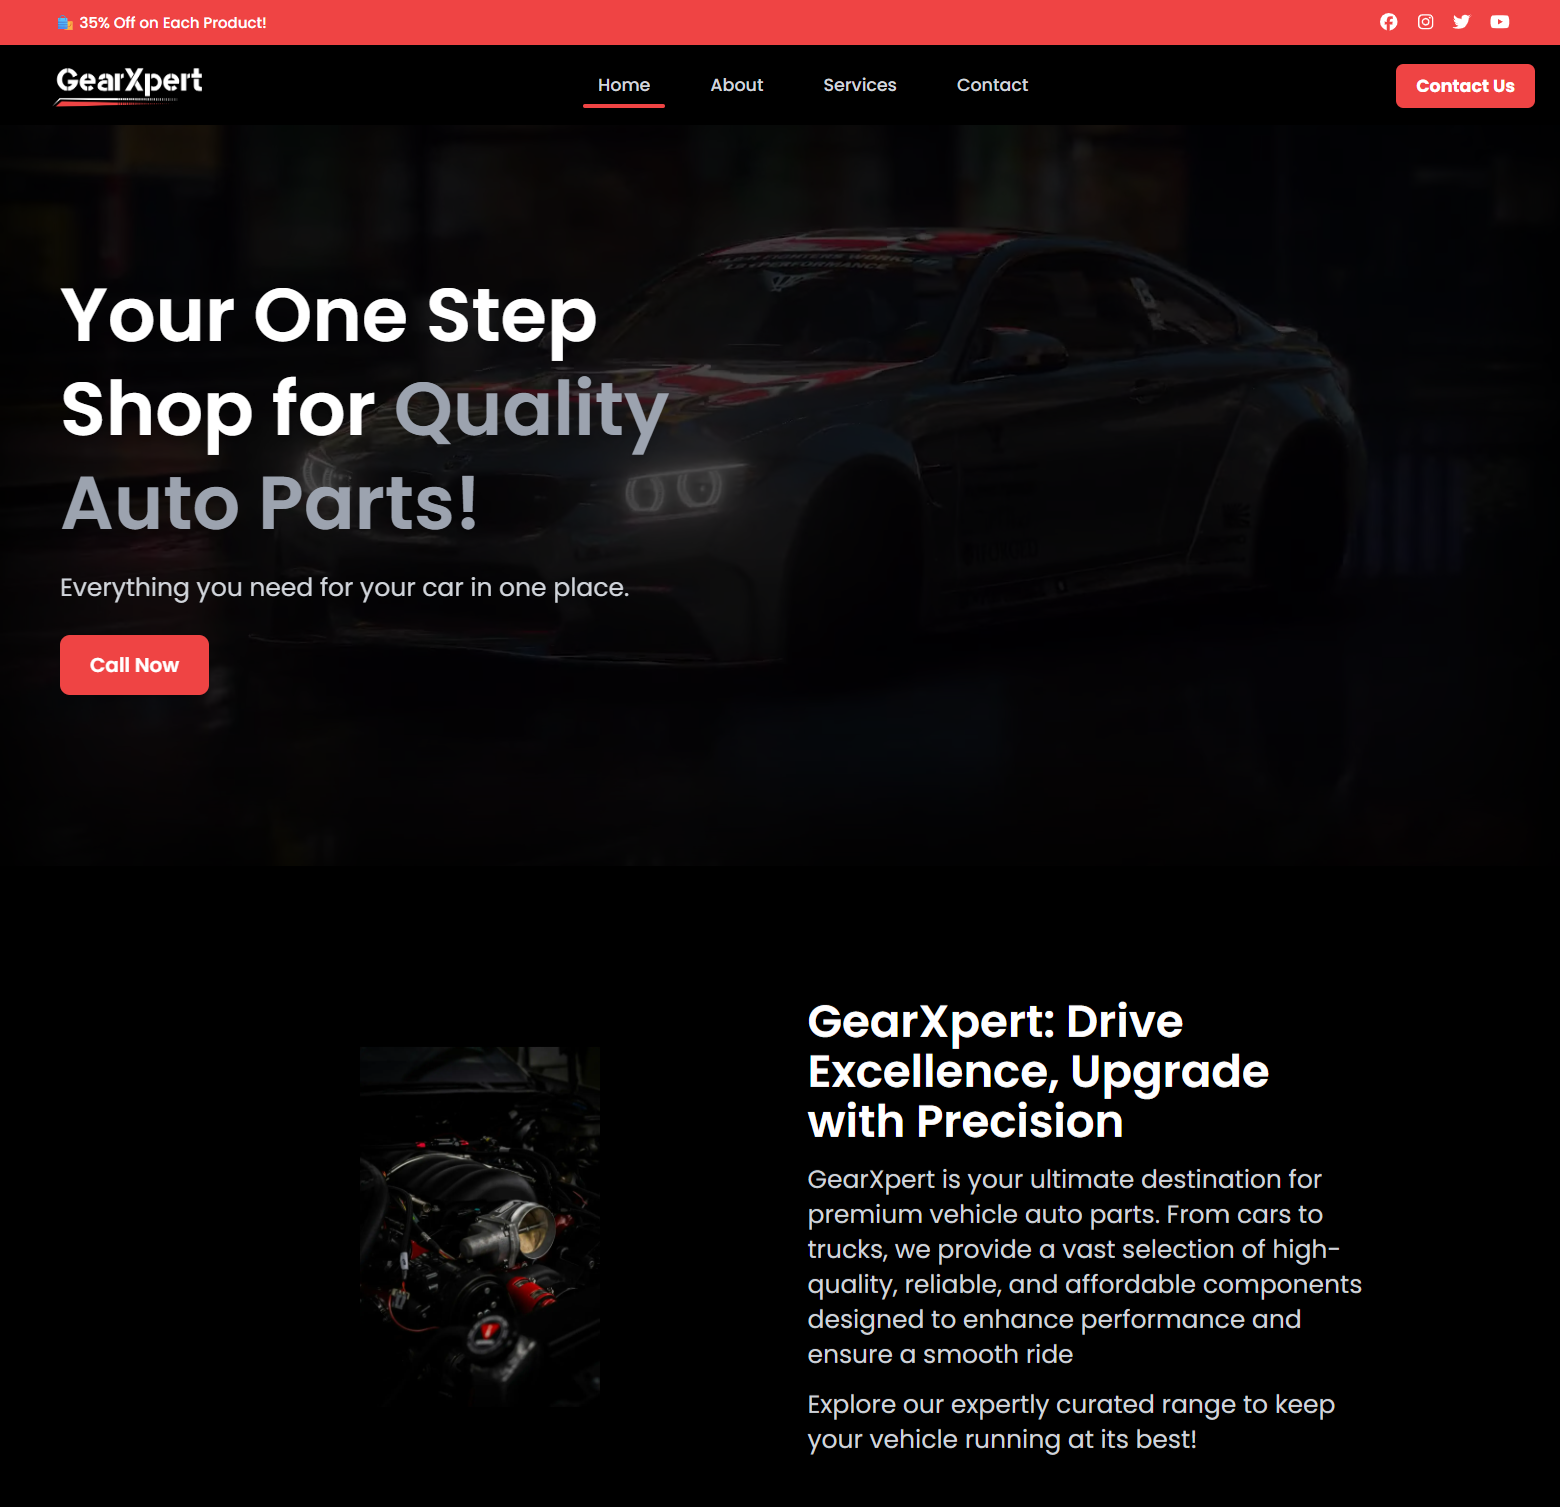 35% Off on Each Product!
GearXpert
Home
About
Services
Contact
Contact Us
Your One Step
Shop for Quality
Auto Parts!
Everything you need for your car in one place.
Call Now
GearXpert: Drive
Excellence, Upgrade
with Precision
GearXpert is your ultimate destination for
premium vehicle auto parts. From cars to
trucks, we provide a vast selection of high-
quality, reliable, and affordable components
designed to enhance performance and
ensure a smooth ride
Explore our expertly curated range to keep
your vehicle running at its best!